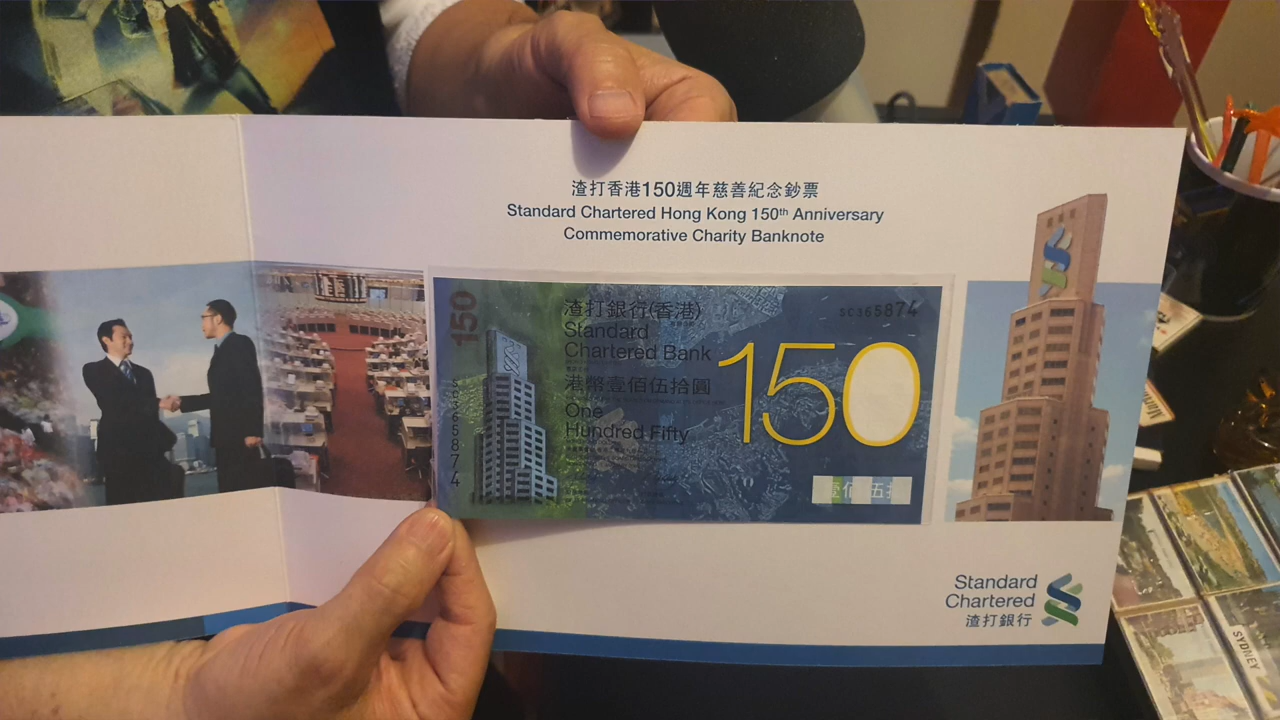 渣打香港150週年慈善紀念鈔票
Standard Chartered Hong Kong 150th Anniversary
Commemorative Charity Banknote
150
渣打銀行(香港)
Standard
Chartered Bank
港幣壹佰伍拾圓
One
Hundred Fifty
SC365874
150
SC365874
壹佰伍拾
Standard
Chartered
渣打銀行
SYDNEY